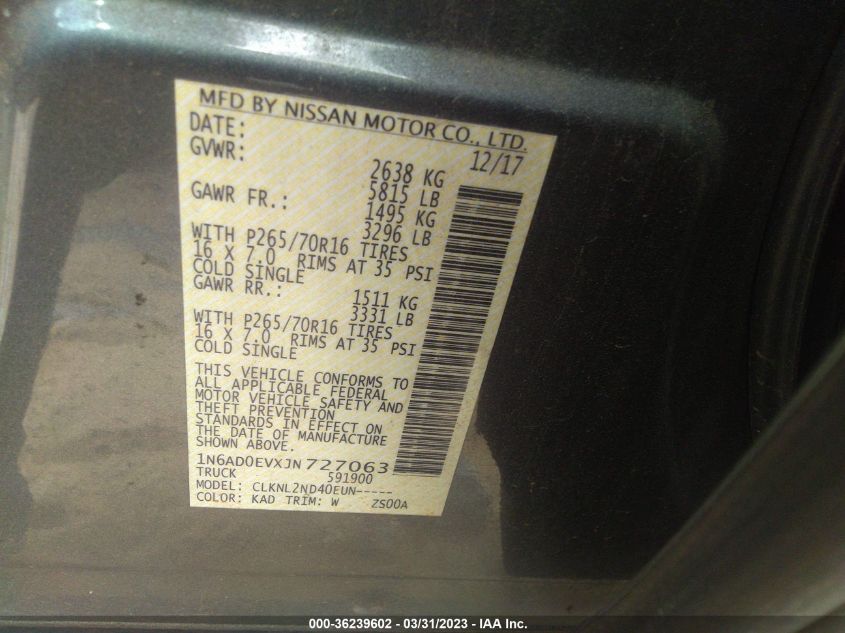 MFD BY NISSAN MOTOR CO., LTD.
DATE: 12/17
GVWR: 2638 KG
5815 LB
GAWR FR.: 1495 KG
3296 LB
WITH P265/70R16 TIRES
16 X 7.0 RIMS AT 35 PSI
COLD SINGLE
GAWR RR.: 1511 KG
3331 LB
WITH P265/70R16 TIRES
16 X 7.0 RIMS AT 35 PSI
COLD SINGLE
THIS VEHICLE CONFORMS TO
ALL APPLICABLE FEDERAL
MOTOR VEHICLE SAFETY AND
THEFT PREVENTION
STANDARDS IN EFFECT ON
THE DATE OF MANUFACTURE
SHOWN ABOVE.
1N6AD0EVXJN727063
TRUCK 591900
MODEL: CLKNL2ND40EUN-----
COLOR: KAD TRIM: W ZS00A
000-36239602 - 03/31/2023 - IAA Inc.